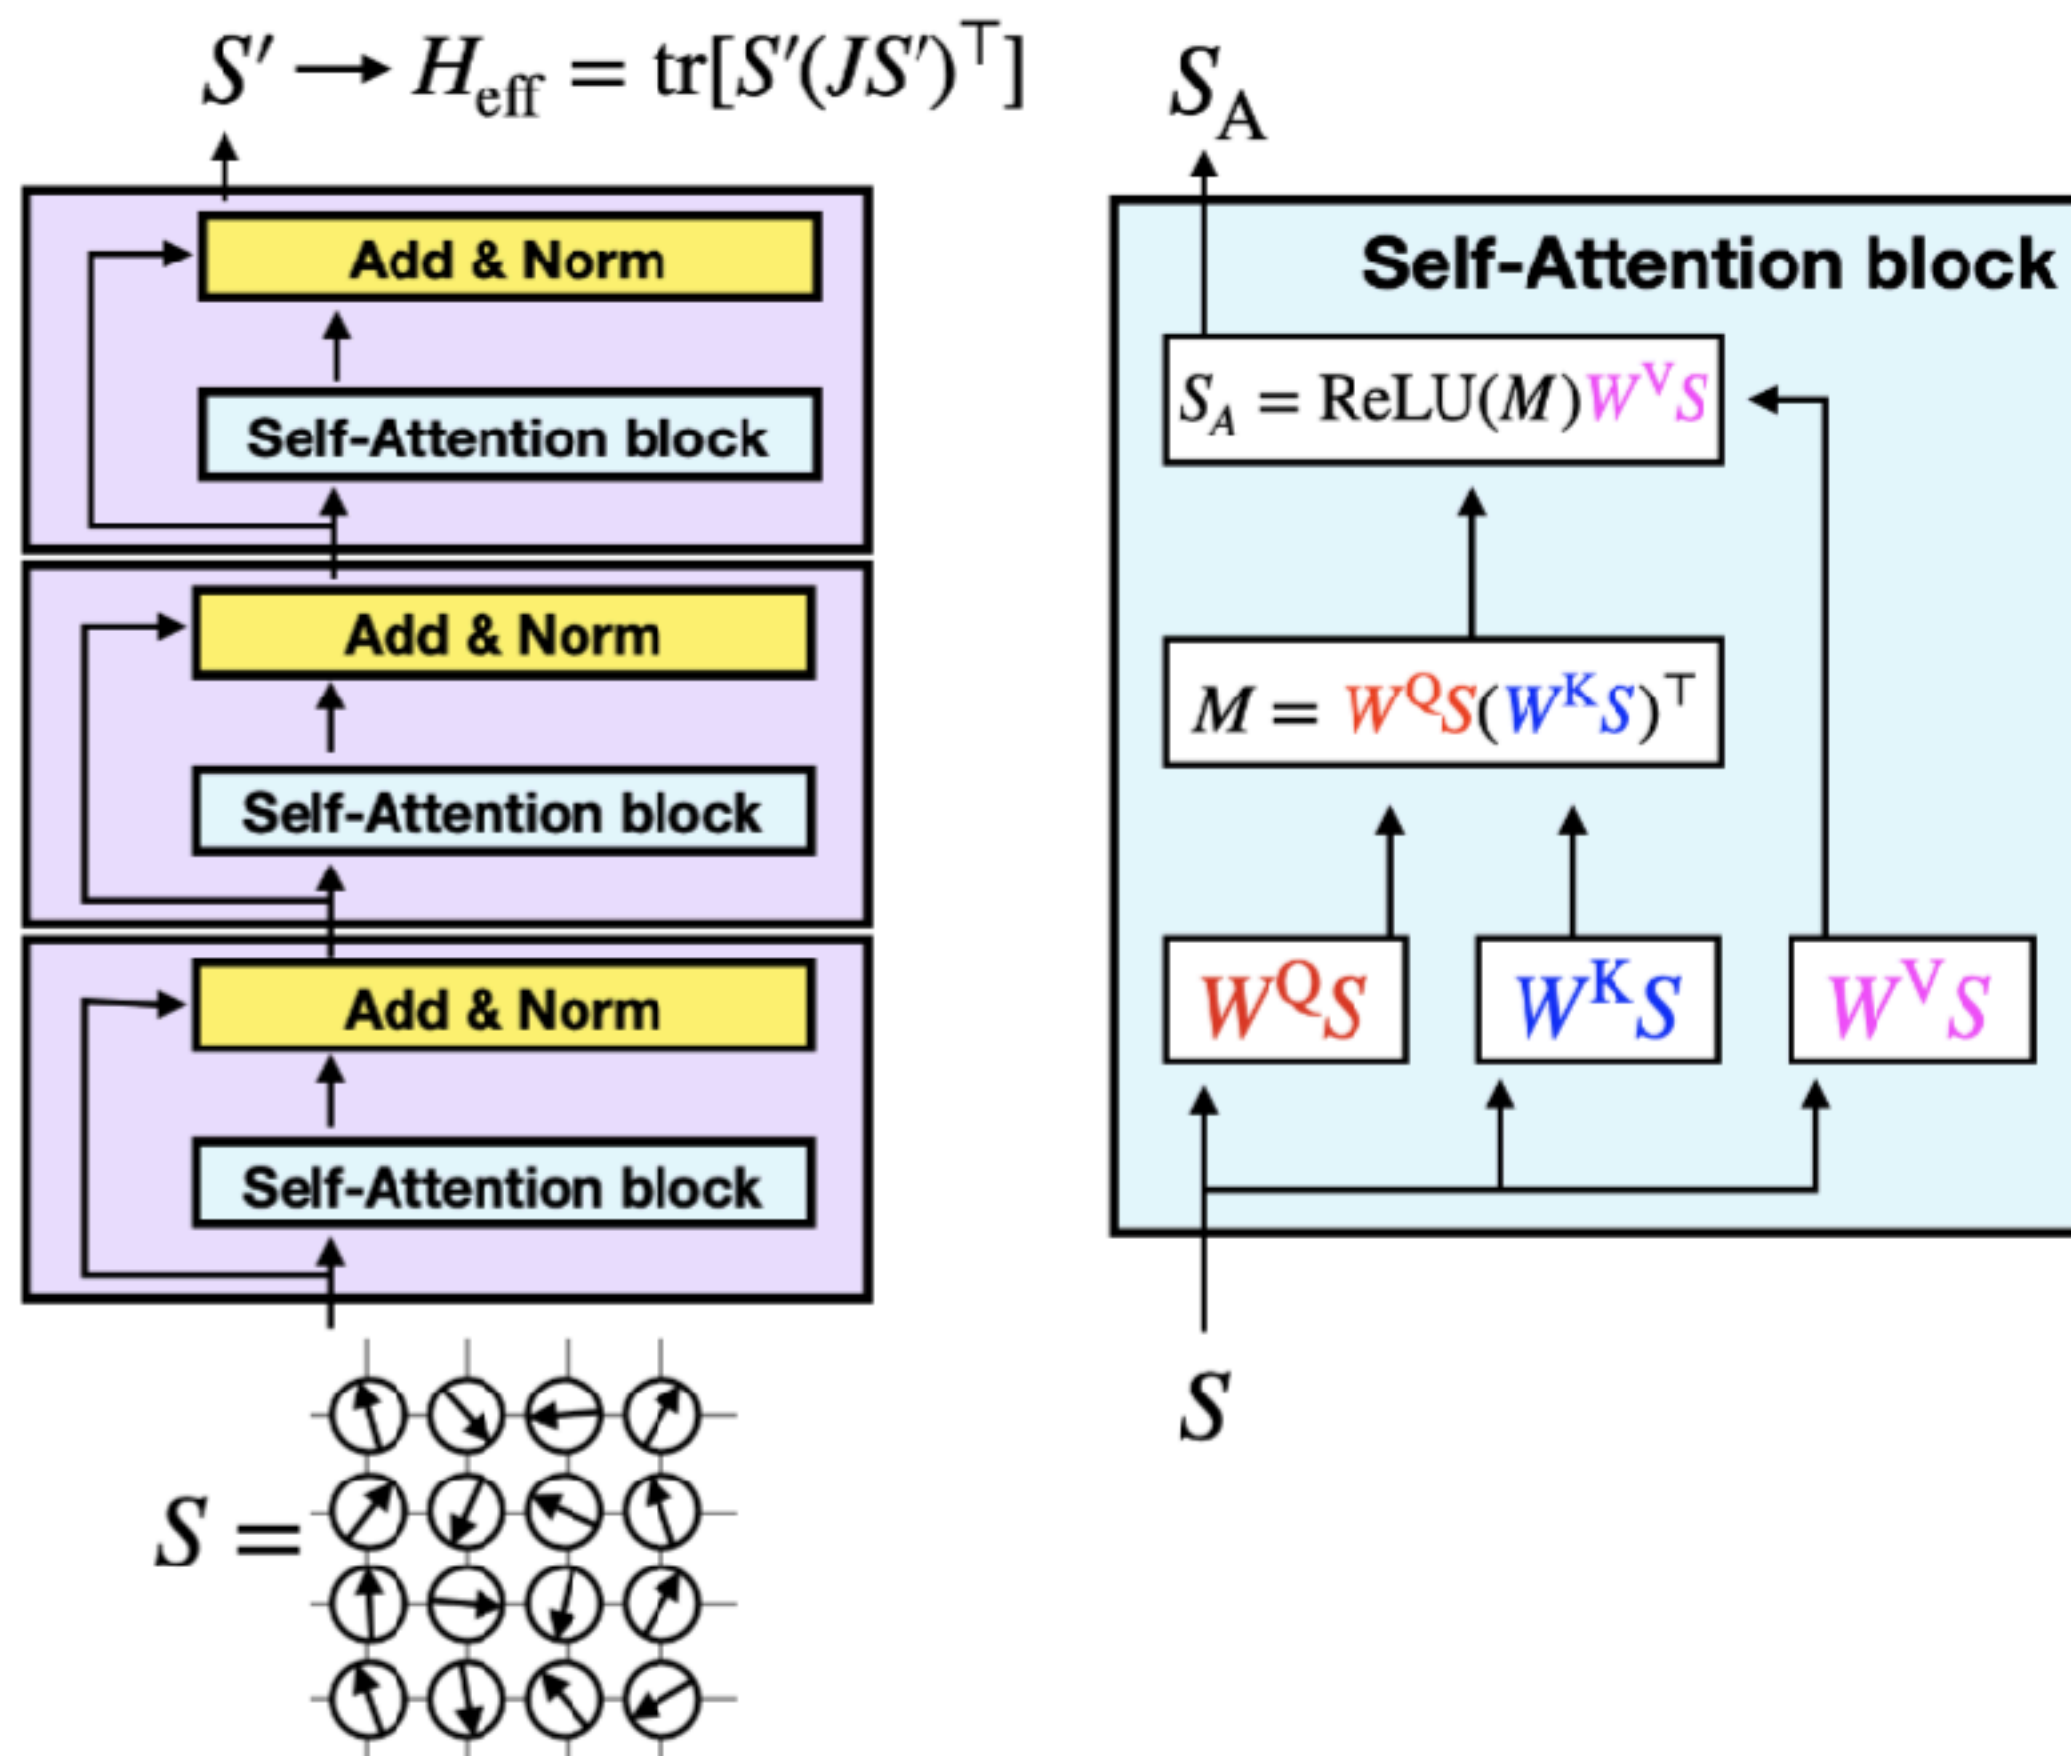 S′ → H_eff = tr[S′(JS′)^⊤]
Add & Norm
Self-Attention block
Add & Norm
Self-Attention block
Add & Norm
Self-Attention block
S =
S_A
Self-Attention block
S_A = ReLU(M)W^V S
M = W^Q S(W^K S)^⊤
W^Q S W^K S W^V S
S